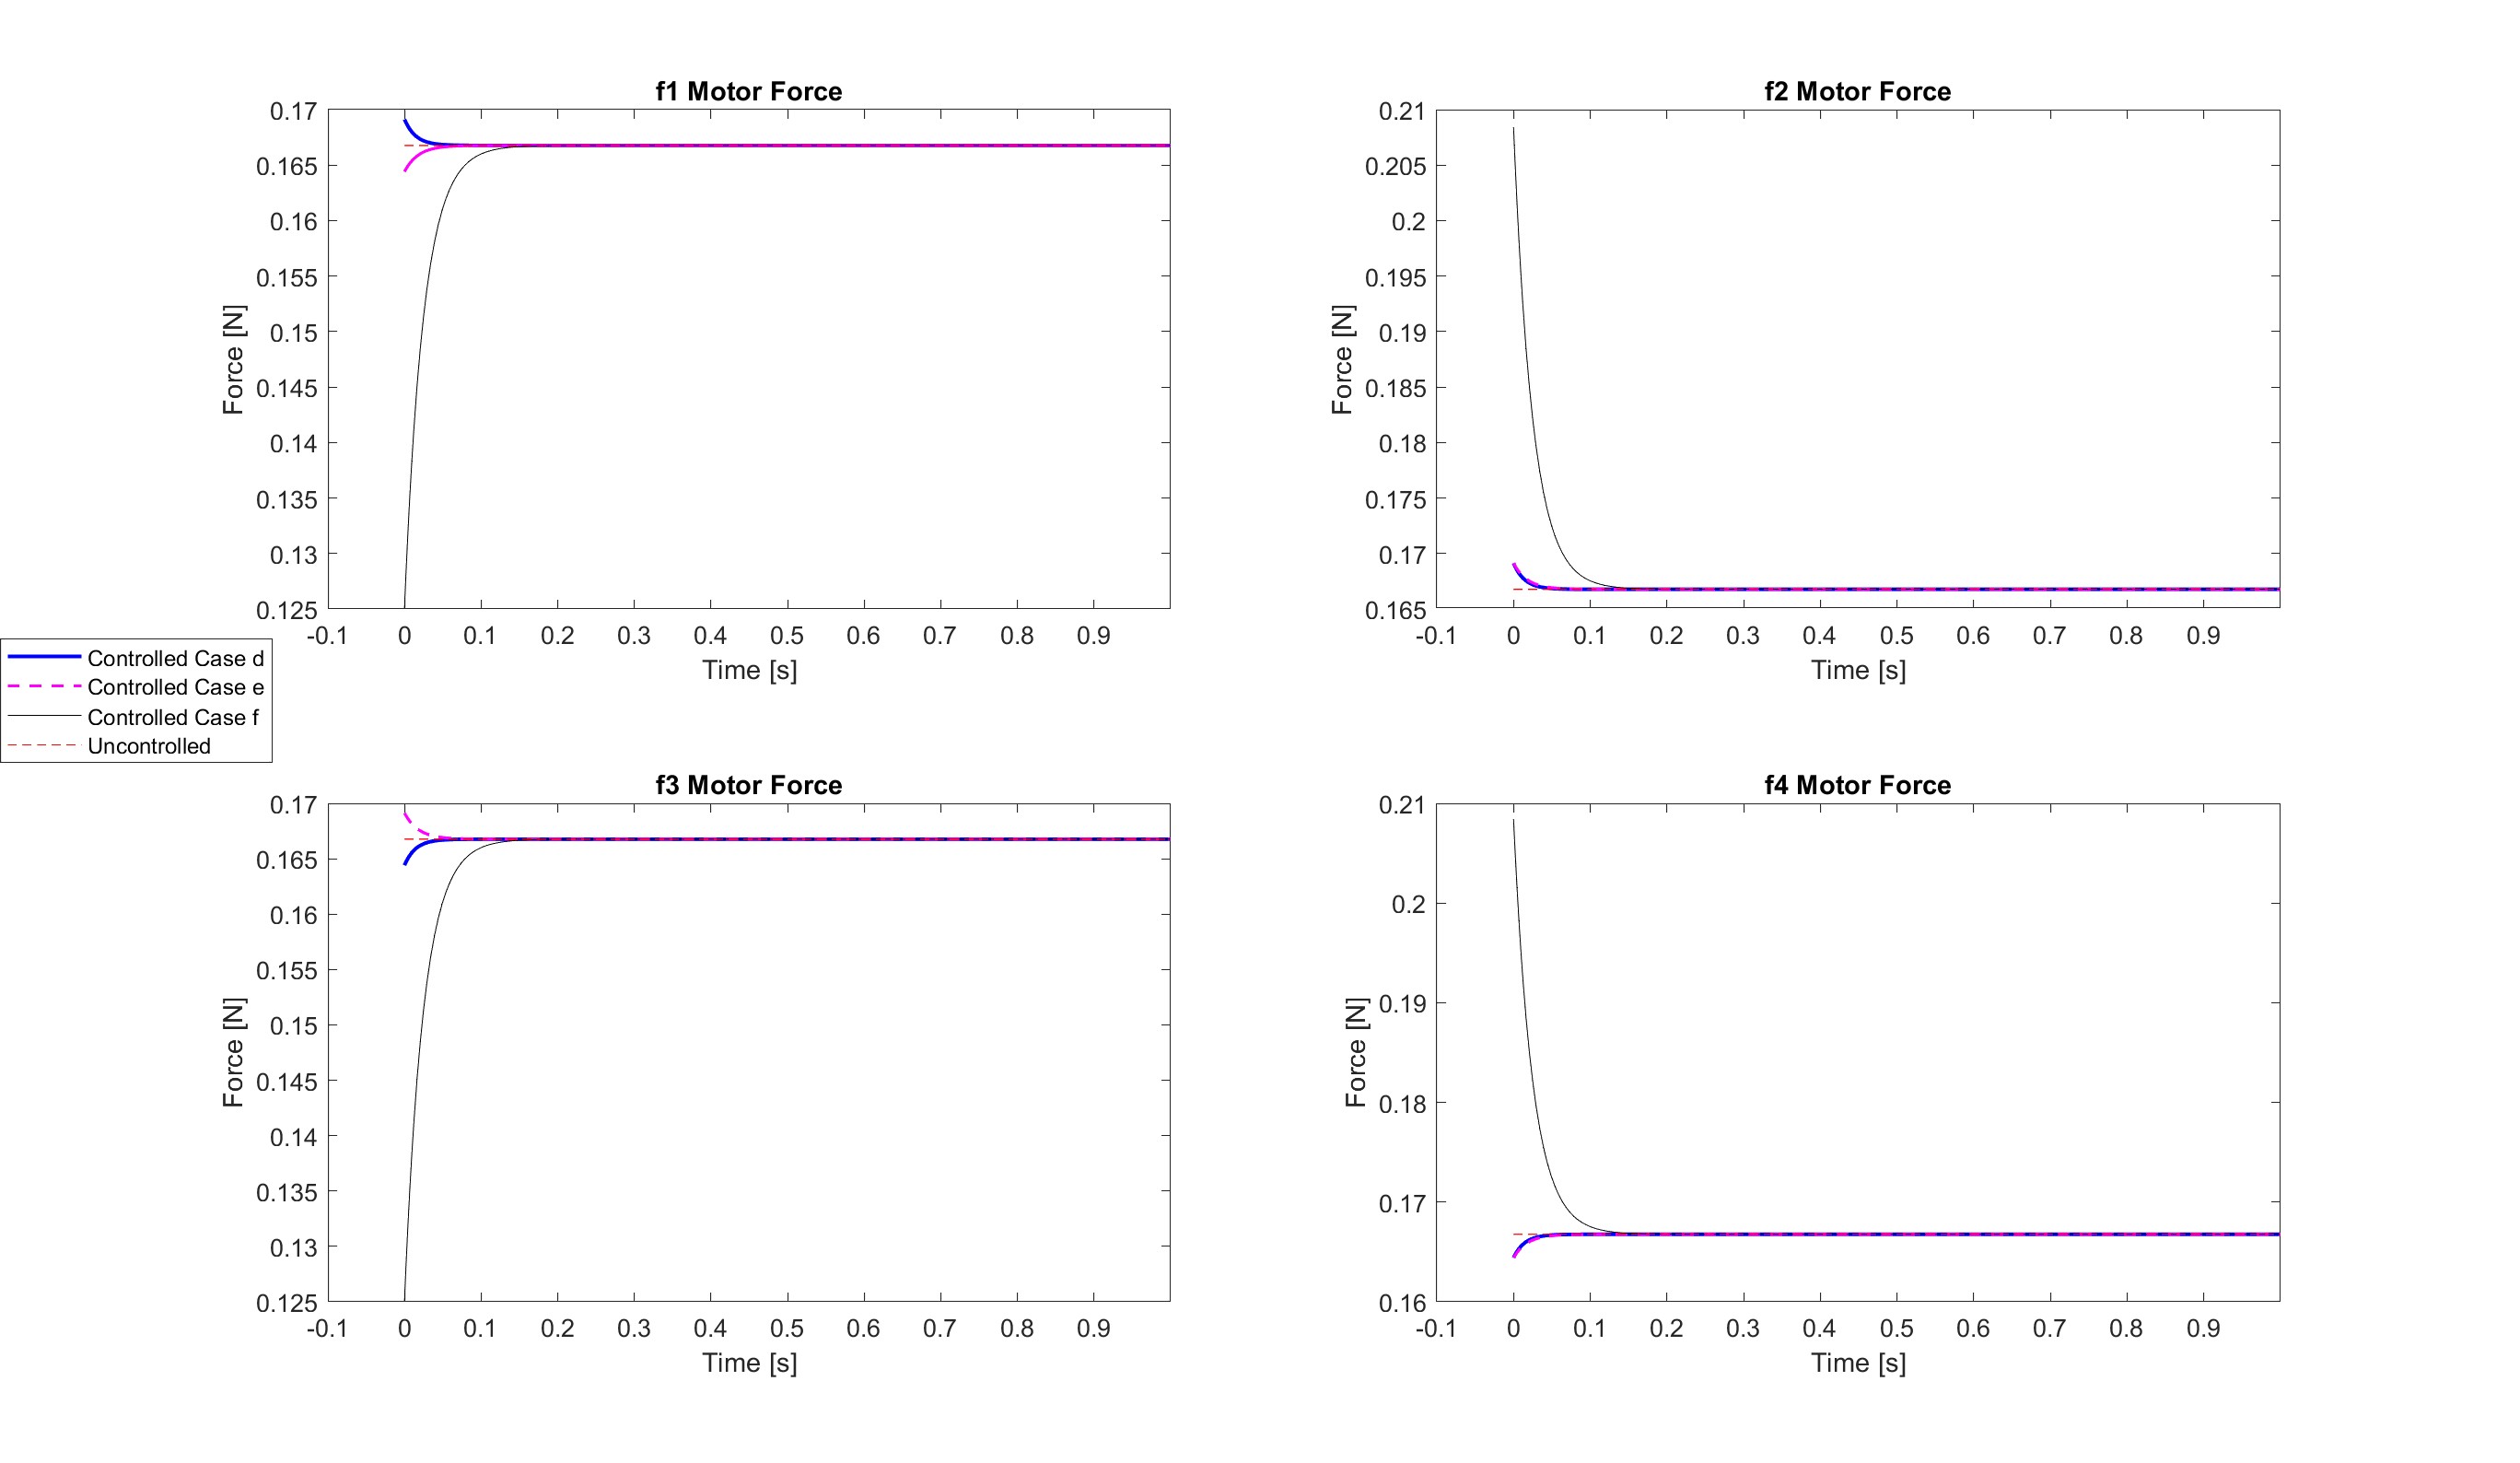 f1 Motor Force
0.17
0.165
0.16
0.155
0.15
0.145
0.14
0.135
0.13
0.125
Force [N]
-0.1 0 0.1 0.2 0.3 0.4 0.5 0.6 0.7 0.8 0.9
Time [s]
f2 Motor Force
0.21
0.205
0.2
0.195
0.19
0.185
0.18
0.175
0.17
0.165
Force [N]
-0.1 0 0.1 0.2 0.3 0.4 0.5 0.6 0.7 0.8 0.9
Time [s]
Controlled Case d
Controlled Case e
Controlled Case f
Uncontrolled
f3 Motor Force
0.17
0.165
0.16
0.155
0.15
0.145
0.14
0.135
0.13
0.125
Force [N]
-0.1 0 0.1 0.2 0.3 0.4 0.5 0.6 0.7 0.8 0.9
Time [s]
f4 Motor Force
0.21
0.2
0.19
0.18
0.17
0.16
Force [N]
-0.1 0 0.1 0.2 0.3 0.4 0.5 0.6 0.7 0.8 0.9
Time [s]